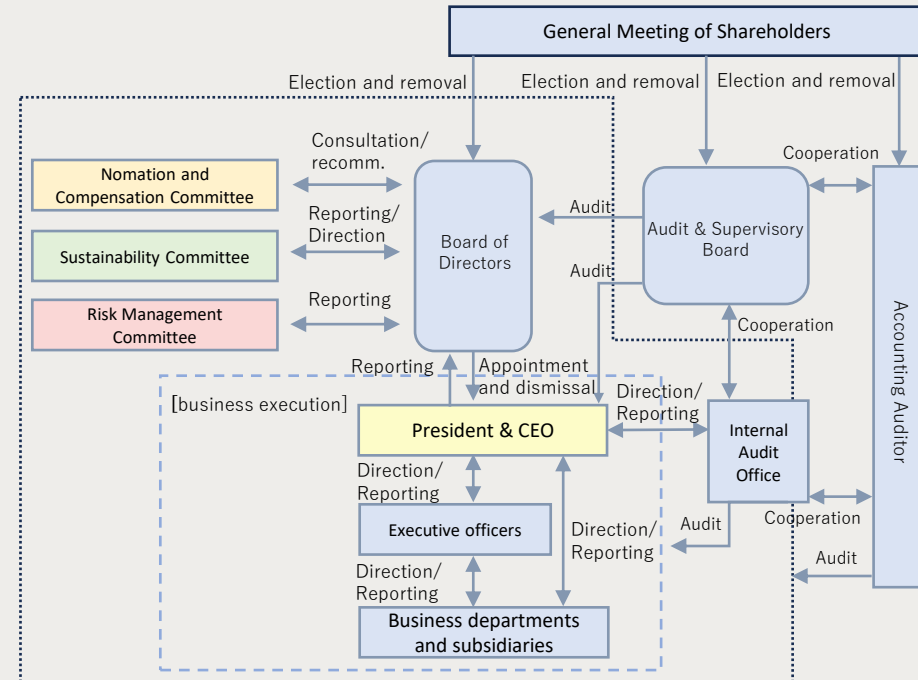 General Meeting of Shareholders
Election and removal
Election and removal
Election and removal
Consultation/
recomm.
Cooperation
Nomation and
Compensation Committee
Reporting/
Direction
Audit
Board of
Directors
Audit & Supervisory
Board
Sustainability Committee
Audit
Reporting
Risk Management
Committee
Cooperation
Accounting Auditor
Reporting
Appointment
and dismissal
[business execution]
Direction/
Reporting
President & CEO
Internal
Audit
Office
Direction/
Reporting
Executive officers
Direction/
Reporting
Audit
Cooperation
Direction/
Reporting
Audit
Business departments
and subsidiaries